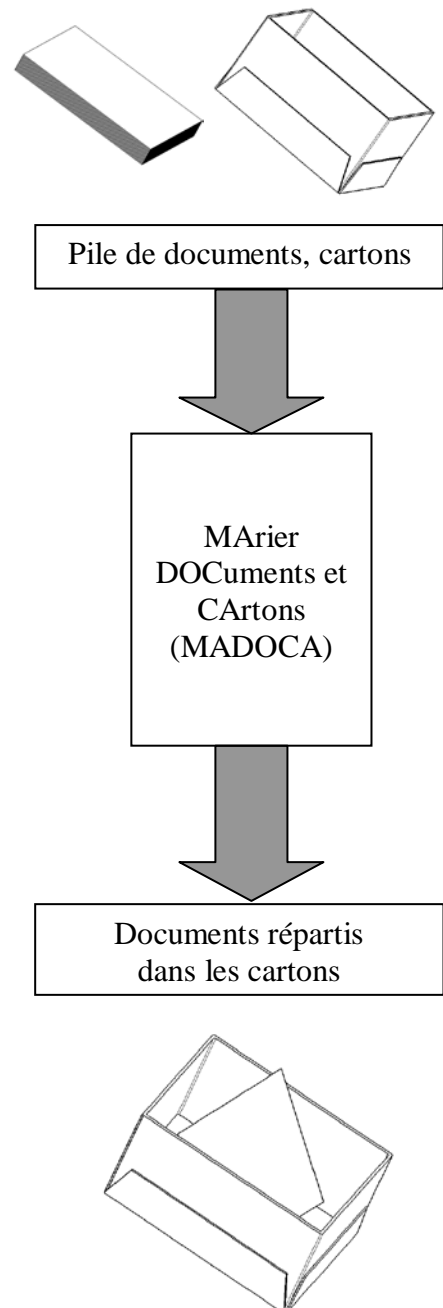 Pile de documents, cartons
MArier
DOCuments et
CArtons
(MADOCA)
Documents répartis
dans les cartons